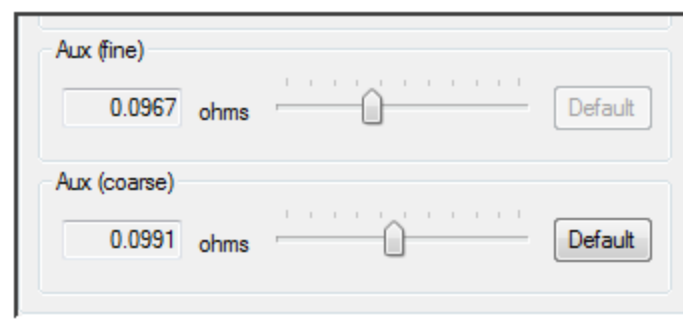 Aux (fine)
0.0967 ohms Default
Aux (coarse)
0.0991 ohms Default